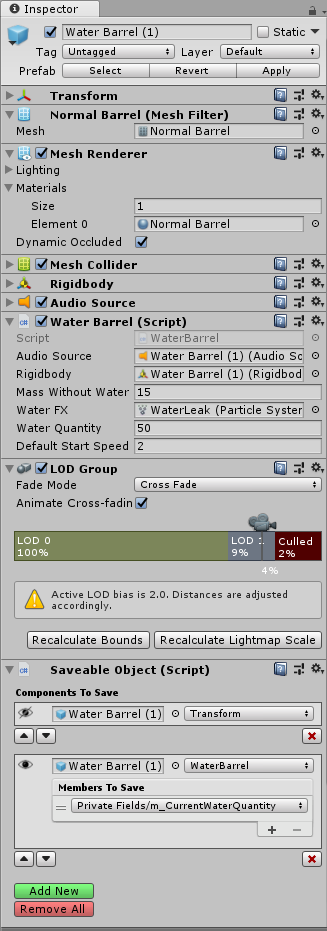 Inspector
Water Barrel (1)
Static
Tag Untagged Layer Default
Prefab Select Revert Apply
Transform
Normal Barrel (Mesh Filter)
Mesh Normal Barrel
Mesh Renderer
Lighting
Materials
Size 1
Element 0 Normal Barrel
Dynamic Occluded
Mesh Collider
Rigidbody
Audio Source
Water Barrel (Script)
Script WaterBarrel
Audio Source Water Barrel (1) (Audio So
Rigidbody Water Barrel (1) (Rigidbod
Mass Without Water 15
Water FX WaterLeak (Particle System
Water Quantity 50
Default Start Speed 2
LOD Group
Fade Mode Cross Fade
Animate Cross-fadin
LOD 0 LOD 1 Culled
100% 9% 2%
4%
Active LOD bias is 2.0. Distances are adjusted
accordingly.
Recalculate Bounds Recalculate Lightmap Scale
Saveable Object (Script)
Components To Save
Water Barrel (1) Transform
Water Barrel (1) WaterBarrel
Members To Save
Private Fields/m_CurrentWaterQuantity
+ −
Add New
Remove All